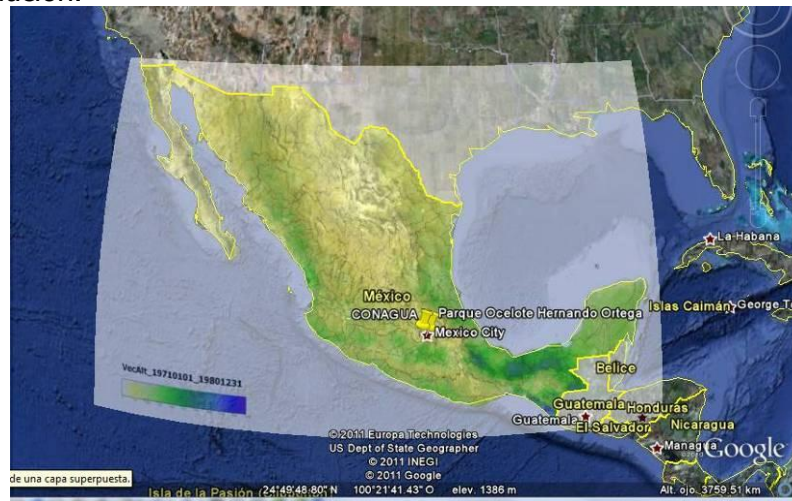 La Habana
Islas Caimán
México
CONAGUA
Parque Ocelote Hernando Ortega
Mexico City
VecAlt_19710101_19801231
Belice
Guatemala
Honduras
Guatemala
El Salvador
Nicaragua
Managua
© 2011 Europa Technologies
US Dept of State Geographer
© 2011 INEGI
© 2011 Google
Google
de una capa superpuesta.
Isla de la Pasión
24°49'48.80" N 100°21'41.43" O elev. 1386 m Alt. ojo 3759.51 km